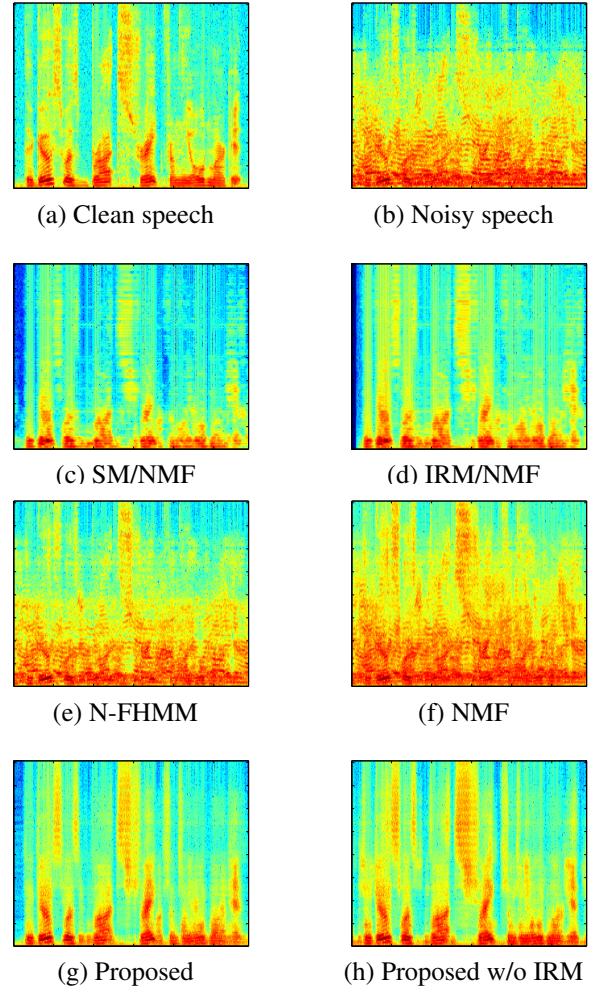 (a) Clean speech
(b) Noisy speech
(c) SM/NMF
(d) IRM/NMF
(e) N-FHMM
(f) NMF
(g) Proposed
(h) Proposed w/o IRM